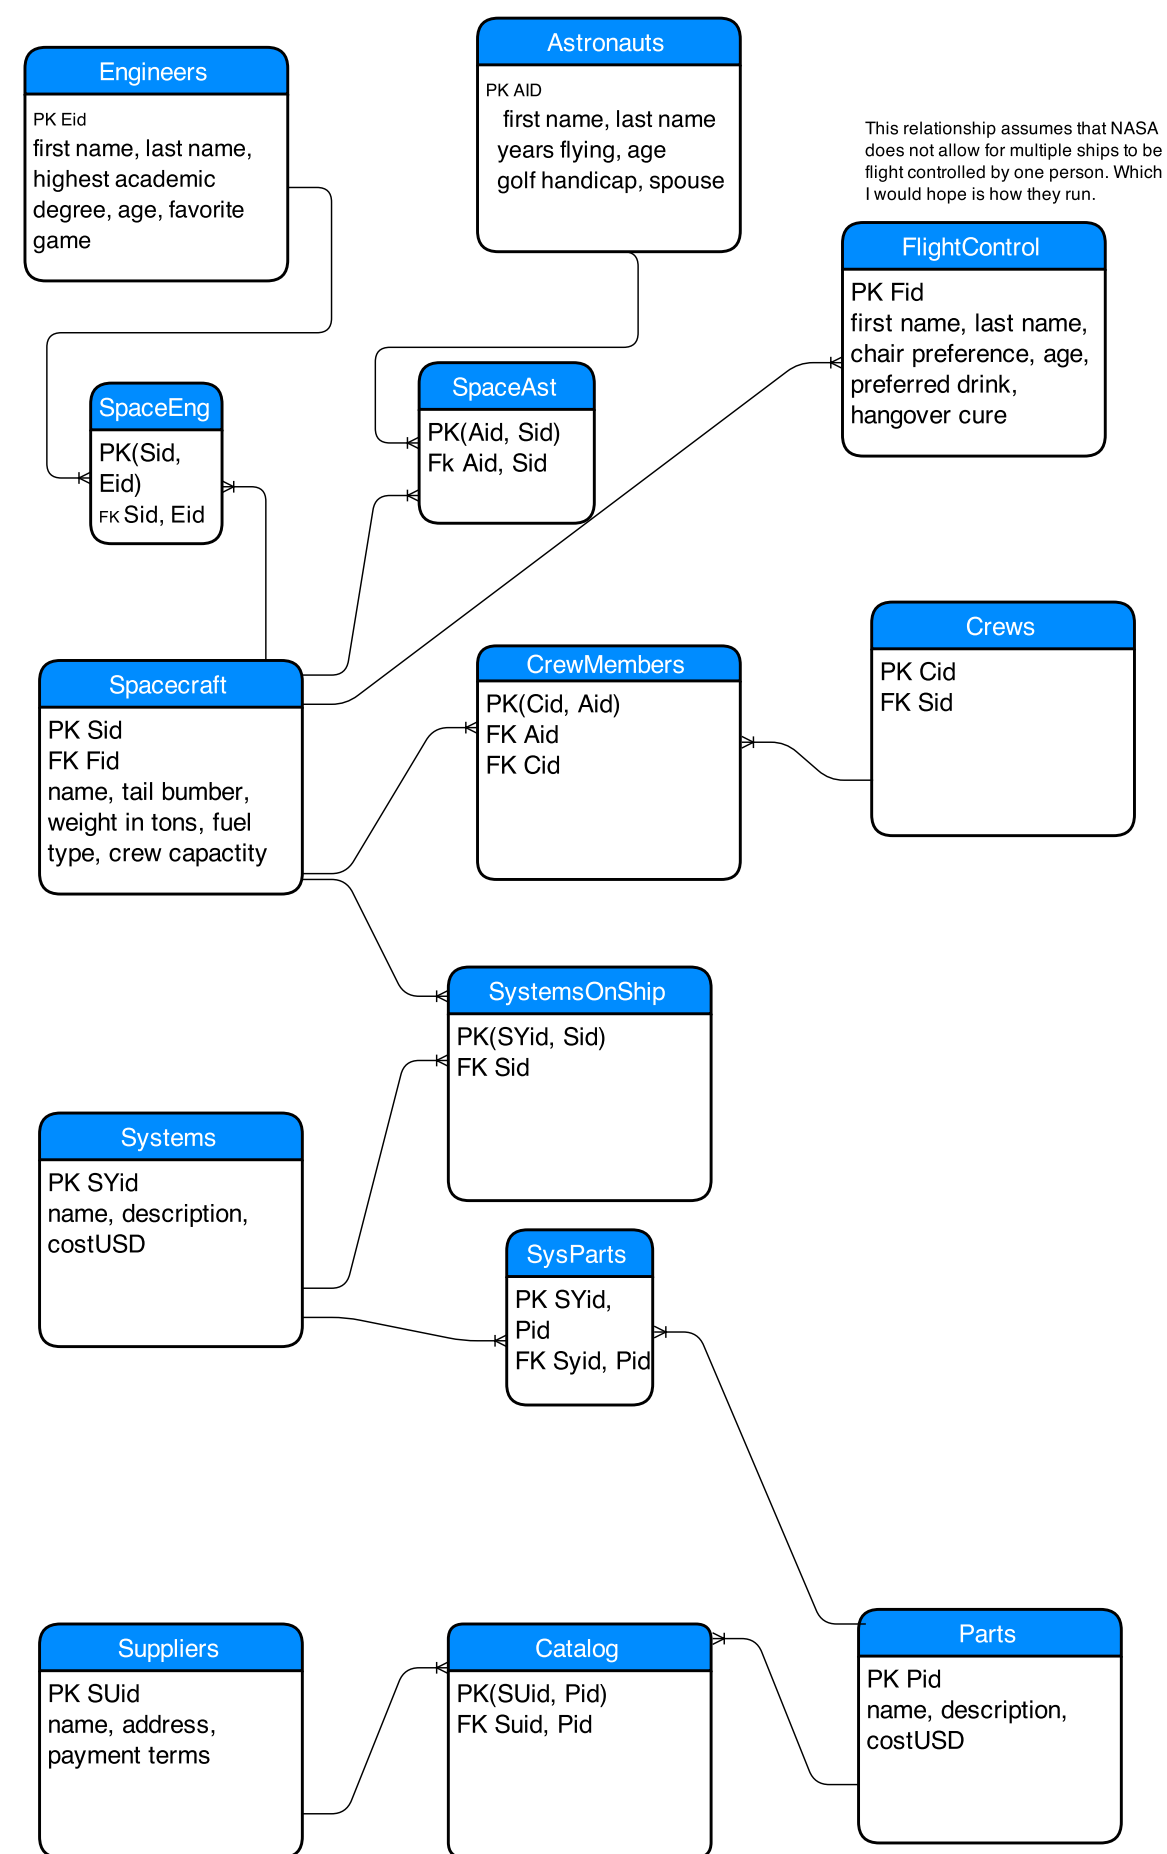 Engineers
PK Eid
first name, last name,
highest academic
degree, age, favorite
game
Astronauts
PK AID
first name, last name
years flying, age
golf handicap, spouse
This relationship assumes that NASA
does not allow for multiple ships to be
flight controlled by one person. Which
I would hope is how they run.
FlightControl
PK Fid
first name, last name,
chair preference, age,
preferred drink,
hangover cure
SpaceEng
PK(Sid,
Eid)
FK Sid, Eid
SpaceAst
PK(Aid, Sid)
Fk Aid, Sid
Spacecraft
PK Sid
FK Fid
name, tail bumber,
weight in tons, fuel
type, crew capactity
CrewMembers
PK(Cid, Aid)
FK Aid
FK Cid
Crews
PK Cid
FK Sid
SystemsOnShip
PK(SYid, Sid)
FK Sid
Systems
PK SYid
name, description,
costUSD
SysParts
PK SYid,
Pid
FK Syid, Pid
Suppliers
PK SUid
name, address,
payment terms
Catalog
PK(SUid, Pid)
FK Suid, Pid
Parts
PK Pid
name, description,
costUSD